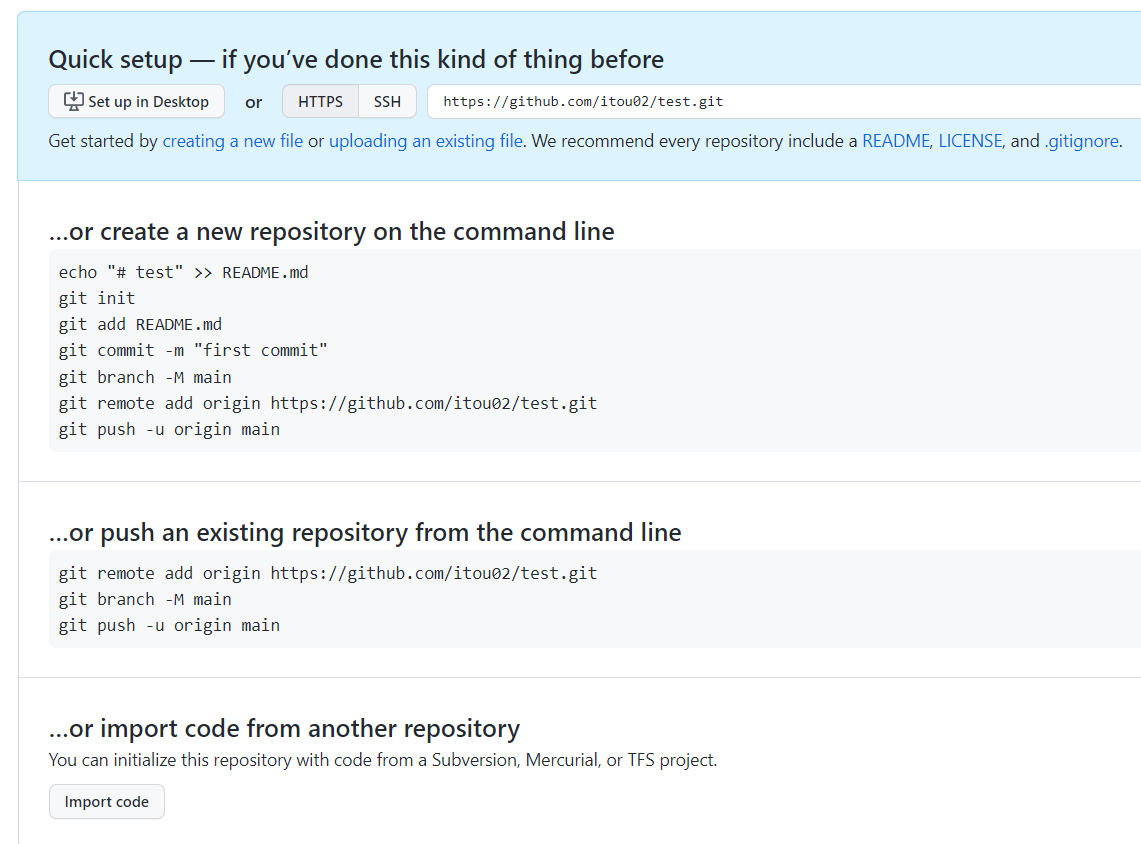 Quick setup — if you’ve done this kind of thing before
Set up in Desktop or HTTPS SSH https://github.com/itou02/test.git
Get started by creating a new file or uploading an existing file. We recommend every repository include a README, LICENSE, and .gitignore.
…or create a new repository on the command line
echo "# test" >> README.md
git init
git add README.md
git commit -m "first commit"
git branch -M main
git remote add origin https://github.com/itou02/test.git
git push -u origin main
…or push an existing repository from the command line
git remote add origin https://github.com/itou02/test.git
git branch -M main
git push -u origin main
…or import code from another repository
You can initialize this repository with code from a Subversion, Mercurial, or TFS project.
Import code